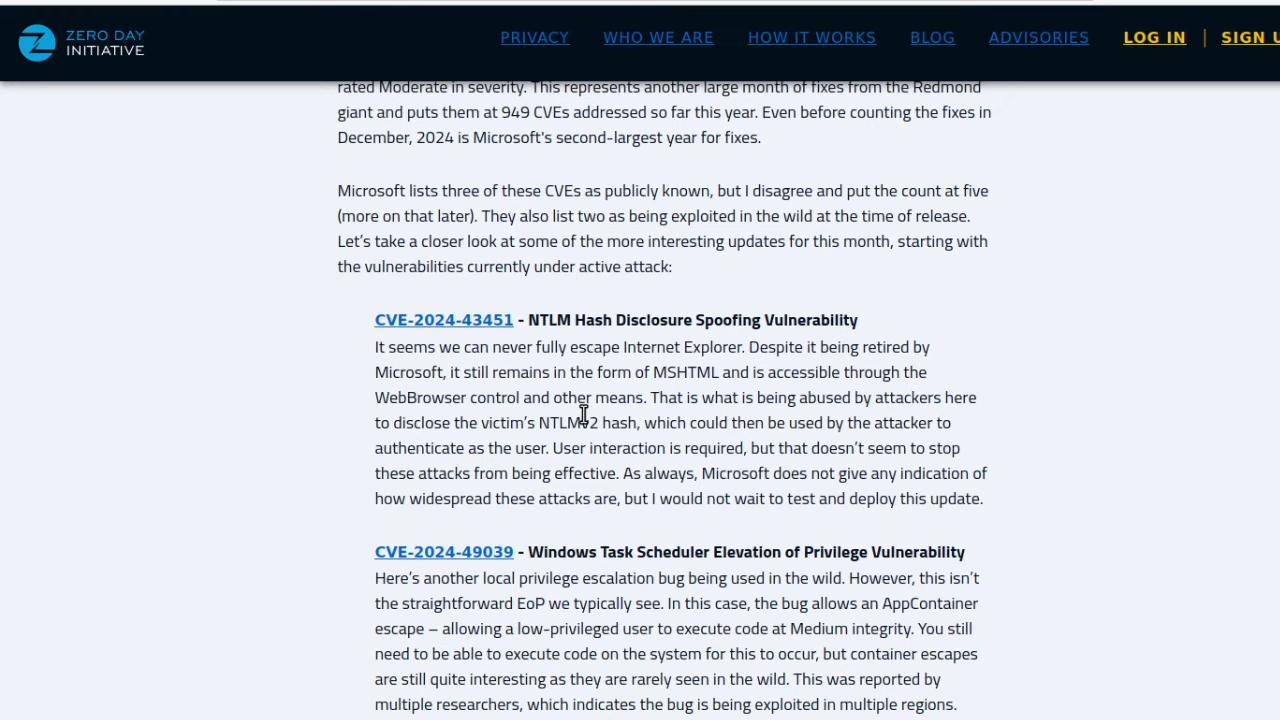 ZERO DAY
INITIATIVE
PRIVACY WHO WE ARE HOW IT WORKS BLOG ADVISORIES LOG IN | SIGN U
rated Moderate in severity. This represents another large month of fixes from the Redmond
giant and puts them at 949 CVEs addressed so far this year. Even before counting the fixes in
December, 2024 is Microsoft's second-largest year for fixes.
Microsoft lists three of these CVEs as publicly known, but I disagree and put the count at five
(more on that later). They also list two as being exploited in the wild at the time of release.
Let’s take a closer look at some of the more interesting updates for this month, starting with
the vulnerabilities currently under active attack:
CVE-2024-43451 - NTLM Hash Disclosure Spoofing Vulnerability
It seems we can never fully escape Internet Explorer. Despite it being retired by
Microsoft, it still remains in the form of MSHTML and is accessible through the
WebBrowser control and other means. That is what is being abused by attackers here
to disclose the victim’s NTLMv2 hash, which could then be used by the attacker to
authenticate as the user. User interaction is required, but that doesn’t seem to stop
these attacks from being effective. As always, Microsoft does not give any indication of
how widespread these attacks are, but I would not wait to test and deploy this update.
CVE-2024-49039 - Windows Task Scheduler Elevation of Privilege Vulnerability
Here’s another local privilege escalation bug being used in the wild. However, this isn’t
the straightforward EoP we typically see. In this case, the bug allows an AppContainer
escape – allowing a low-privileged user to execute code at Medium integrity. You still
need to be able to execute code on the system for this to occur, but container escapes
are still quite interesting as they are rarely seen in the wild. This was reported by
multiple researchers, which indicates the bug is being exploited in multiple regions.